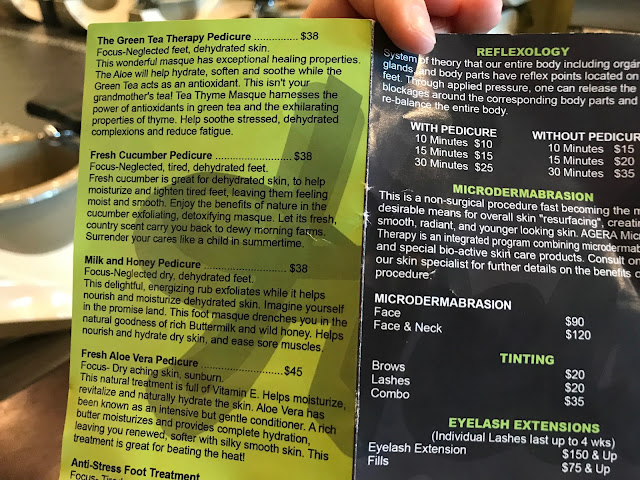 The Green Tea Therapy Pedicure ............... $38
Focus-Neglected feet, dehydrated skin.
This wonderful masque has exceptional healing properties.
The Aloe will help hydrate, soften and soothe while the
Green Tea acts as an antioxidant. This isn't your
grandmother's tea! Tea Thyme Masque harnesses the
power of antioxidants in green tea and the exhilarating
properties of thyme. Help soothe stressed, dehydrated
complexions and reduce fatigue.
Fresh Cucumber Pedicure .......................... $38
Focus-Neglected, tired, dehydrated feet.
Fresh cucumber is great for dehydrated skin, to help
moisturize and tighten tired feet, leaving them feeling
moist and smooth. Enjoy the benefits of nature in the
cucumber exfoliating, detoxifying masque. Let its fresh,
country scent carry you back to dewy morning farms.
Surrender your cares like a child in summertime.
Milk and Honey Pedicure ........................... $38
Focus-Neglected dry, dehydrated feet.
This delightful, energizing rub exfoliates while it helps
nourish and moisturize dehydrated skin. Imagine yourself
in the promise land. This foot masque drenches you in the
natural goodness of rich Buttermilk and wild honey. Helps
nourish and hydrate dry skin, and ease sore muscles.
Fresh Aloe Vera Pedicure ...........................$45
Focus- Dry aching skin, sunburn.
This natural treatment is full of Vitamin E. Helps moisturize,
revitalize and naturally hydrate the skin. Aloe Vera has
been known as an intensive but gentle conditioner. A rich
butter moisturizes and provides complete hydration,
leaving you renewed, softer with silky smooth skin. This
treatment is great for beating the heat!
Anti-Stress Foot Treatment
Focus- Tired
REFLEXOLOGY
System of theory that our entire body including organ
glands, and body parts have reflex points located on
feet. Through applied pressure, one can release the
blockages around the corresponding body parts and
re-balance the entire body.
WITH PEDICURE
10 Minutes $10
15 Minutes $15
30 Minutes $25
WITHOUT PEDICUR
10 Minutes $15
15 Minutes $20
30 Minutes $35
MICRODERMABRASION
This is a non-surgical procedure fast becoming the m
desirable means for overall skin "resurfacing", creatin
smooth, radiant, and younger looking skin. AGERA Mic
Therapy is an integrated program combining microdermab
and special bio-active skin care products. Consult on
our skin specialist for further details on the benefits o
procedure.
MICRODERMABRASION
Face $90
Face & Neck $120
TINTING
Brows $20
Lashes $20
Combo $35
EYELASH EXTENSIONS
(Individual Lashes last up to 4 wks)
Eyelash Extension $150 & Up
Fills $75 & Up